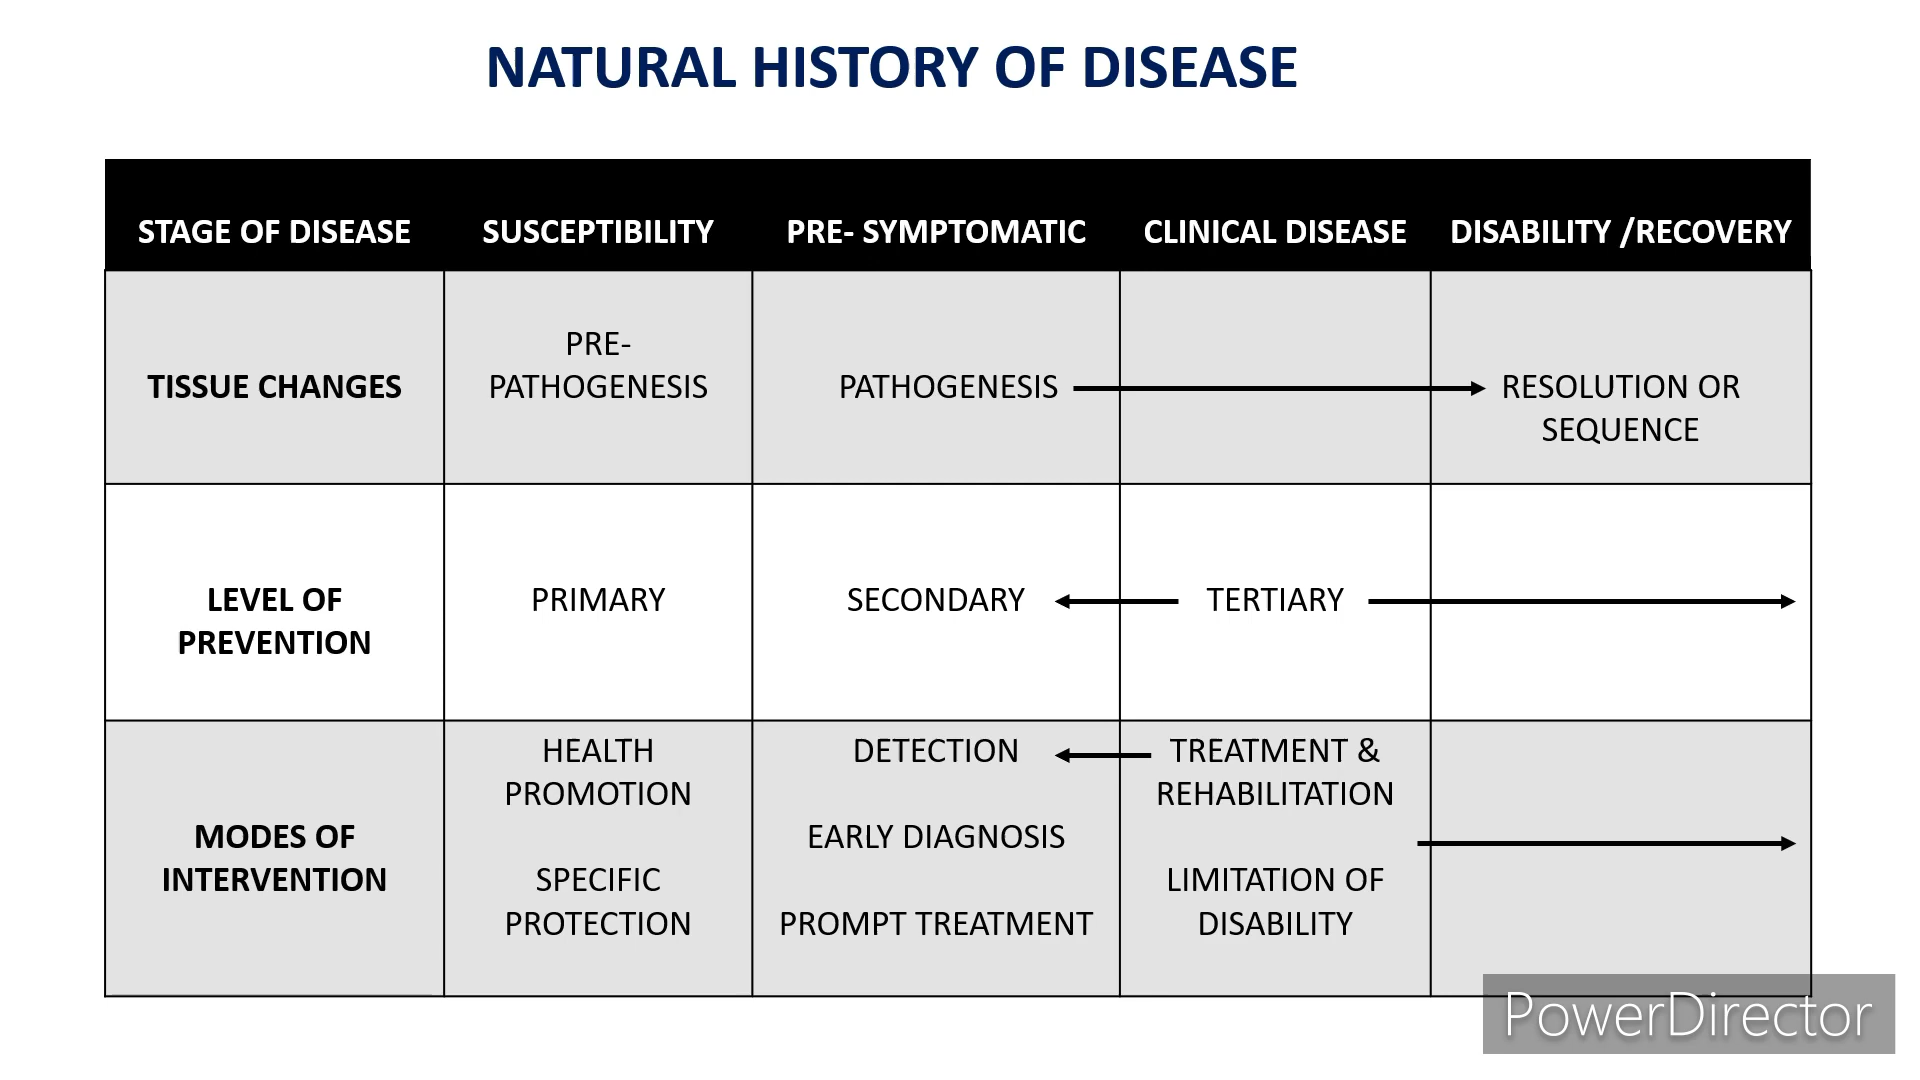 NATURAL HISTORY OF DISEASE
STAGE OF DISEASE
SUSCEPTIBILITY
PRE- SYMPTOMATIC
CLINICAL DISEASE
DISABILITY /RECOVERY
TISSUE CHANGES
PRE-
PATHOGENESIS
PATHOGENESIS
RESOLUTION OR
SEQUENCE
LEVEL OF
PREVENTION
PRIMARY
SECONDARY
TERTIARY
MODES OF
INTERVENTION
HEALTH
PROMOTION
SPECIFIC
PROTECTION
DETECTION
EARLY DIAGNOSIS
PROMPT TREATMENT
TREATMENT &
REHABILITATION
LIMITATION OF
DISABILITY
PowerDirector